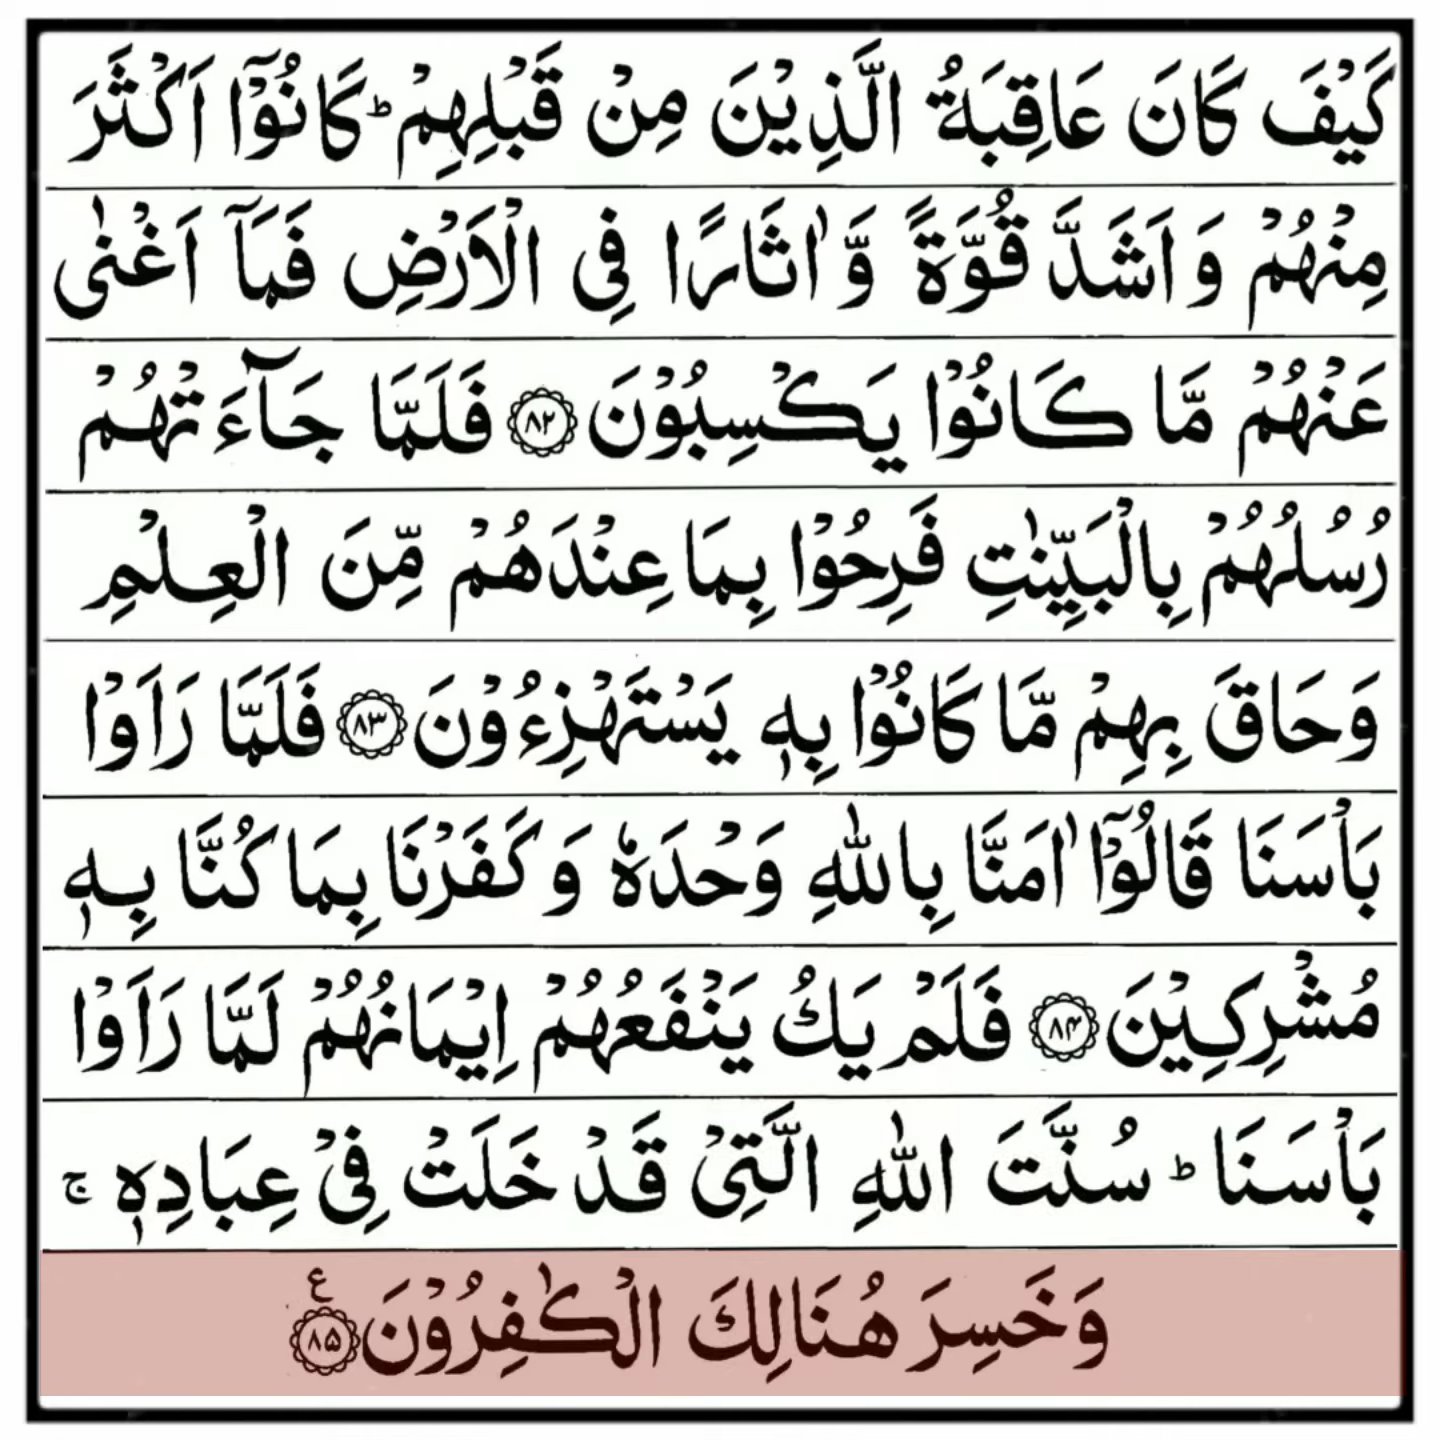 كَيْفَ كَانَ عَاقِبَةُ الَّذِيْنَ مِنْ قَبْلِهِمْ ؕ كَانُوْۤا اَكْثَرَ
مِنْهُمْ وَ اَشَدَّ قُوَّةً وَّ اٰثَارًا فِی الْاَرْضِ فَمَاۤ اَغْنٰی
عَنْهُمْ مَّا كَانُوْا يَكْسِبُوْنَ ﴿۸۲﴾ فَلَمَّا جَآءَتْهُمْ
رُسُلُهُمْ بِالْبَيِّنٰتِ فَرِحُوْا بِمَا عِنْدَهُمْ مِّنَ الْعِلْمِ
وَحَاقَ بِهِمْ مَّا كَانُوْا بِهٖ يَسْتَهْزِءُوْنَ ﴿۸۳﴾ فَلَمَّا رَاَوْا
بَاْسَنَا قَالُوْۤا اٰمَنَّا بِاللّٰهِ وَحْدَهٗ وَكَفَرْنَا بِمَا كُنَّا بِهٖ
مُشْرِكِيْنَ ﴿۸۴﴾ فَلَمْ يَكُ يَنْفَعُهُمْ اِيْمَانُهُمْ لَمَّا رَاَوْا
بَاْسَنَا ؕ سُنَّتَ اللّٰهِ الَّتِیْ قَدْ خَلَتْ فِیْ عِبَادِهٖ ۚ
وَخَسِرَ هُنَالِكَ الْكٰفِرُوْنَ ﴿۸۵﴾ ع